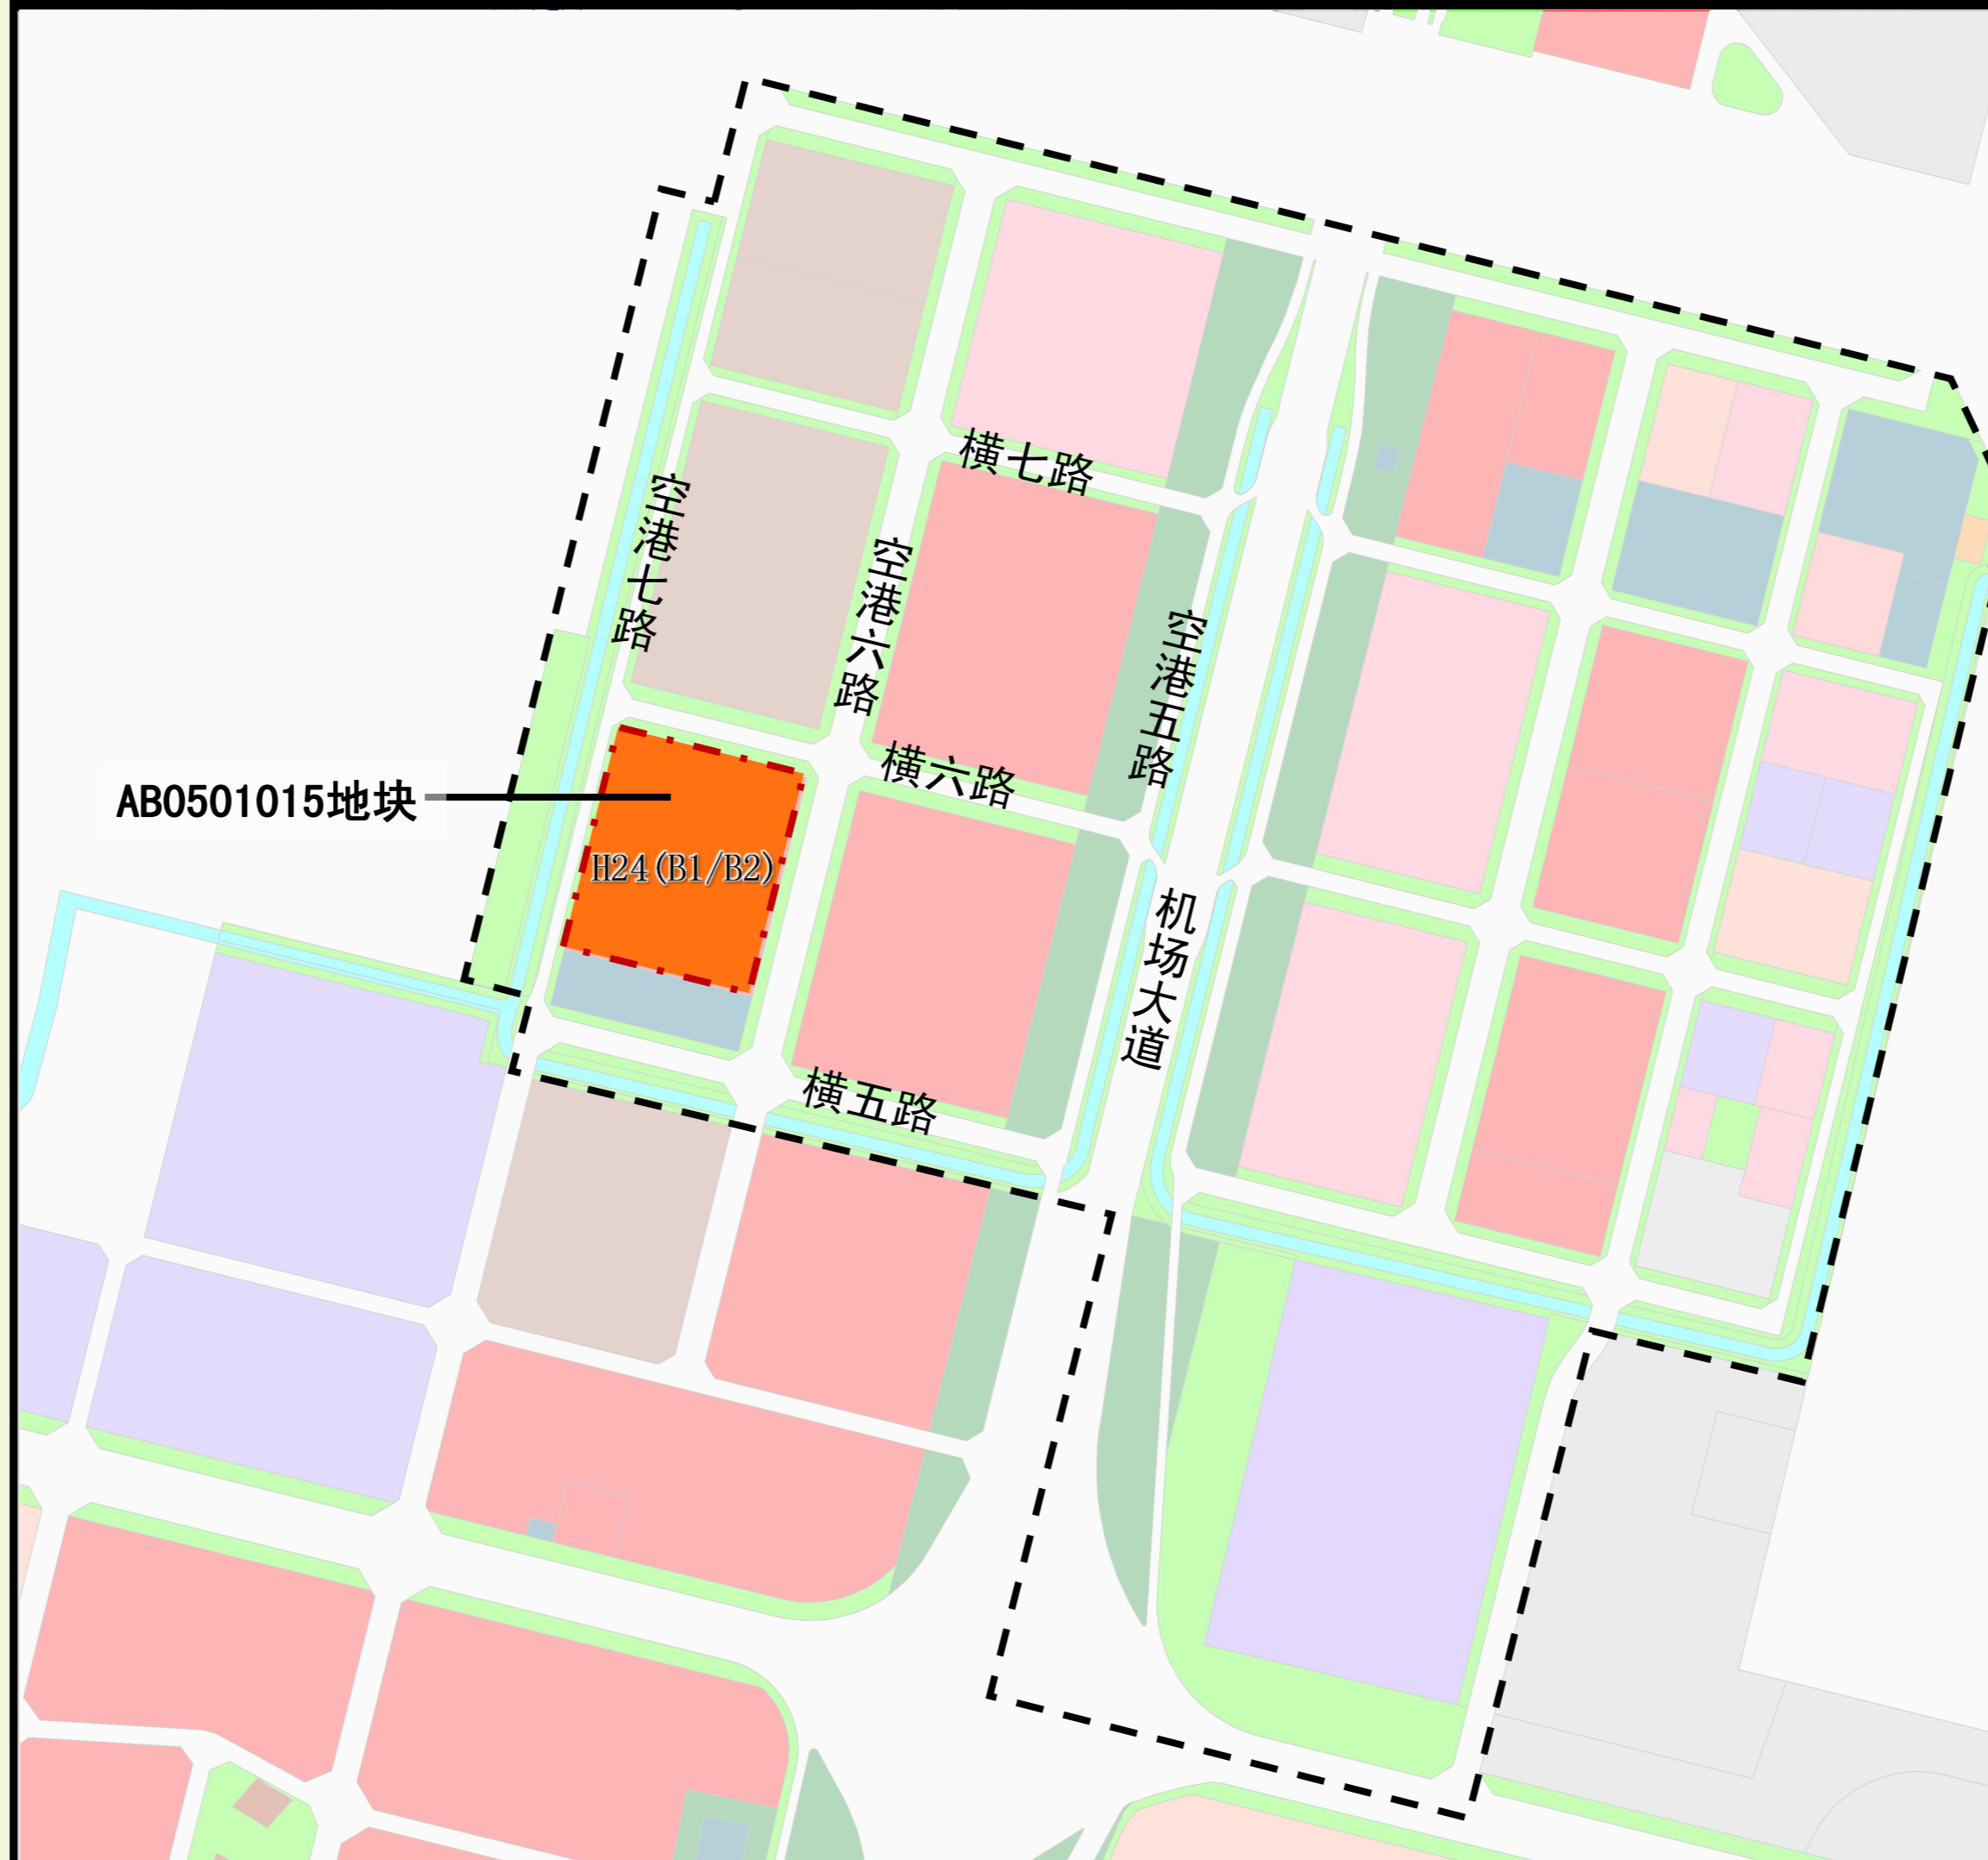 横七路
空港七路
空港六路
空港五路
横六路
AB0501015地块
H24(B1/B2)
机场大道
横五路